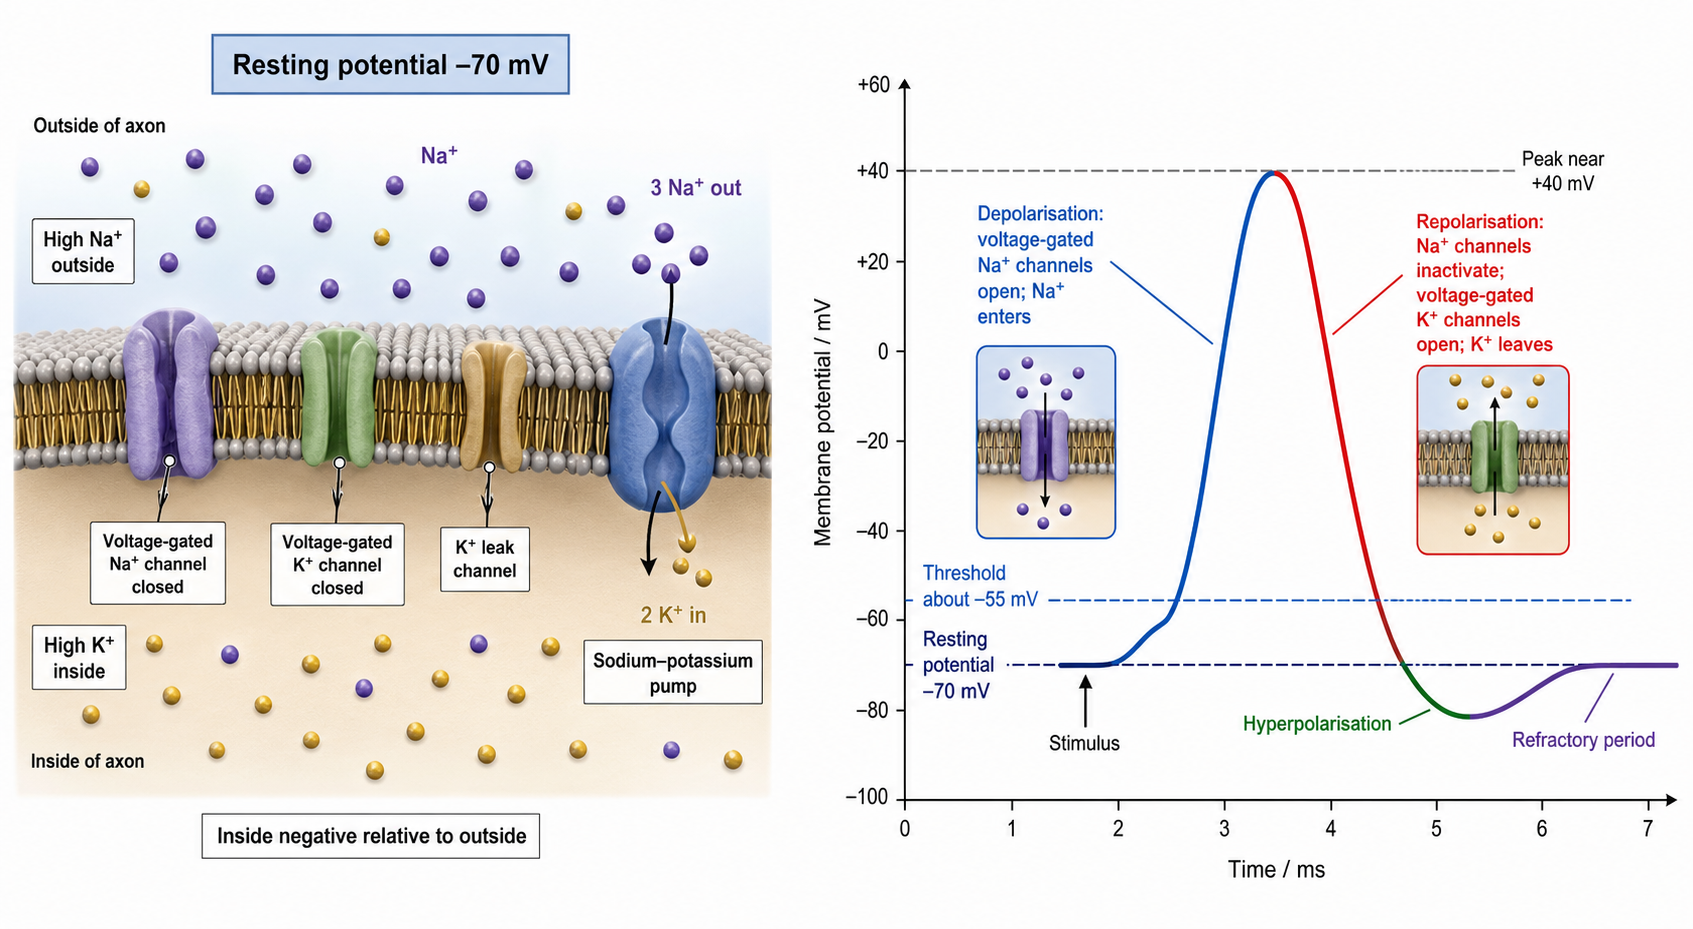 Resting potential –70 mV
Outside of axon
Na⁺
3 Na⁺ out
High Na⁺
outside
Voltage-gated
Na⁺ channel
closed
Voltage-gated
K⁺ channel
closed
K⁺ leak
channel
2 K⁺ in
High K⁺
inside
Sodium–potassium
pump
Inside of axon
Inside negative relative to outside
Membrane potential / mV
+60
+40
+20
0
–20
–40
–60
–80
–100
Peak near
+40 mV
Depolarisation:
voltage-gated
Na⁺ channels
open; Na⁺
enters
Repolarisation:
Na⁺ channels
inactivate;
voltage-gated
K⁺ channels
open; K⁺ leaves
Threshold
about –55 mV
Resting
potential
–70 mV
Stimulus
Hyperpolarisation
Refractory period
0 1 2 3 4 5 6 7
Time / ms